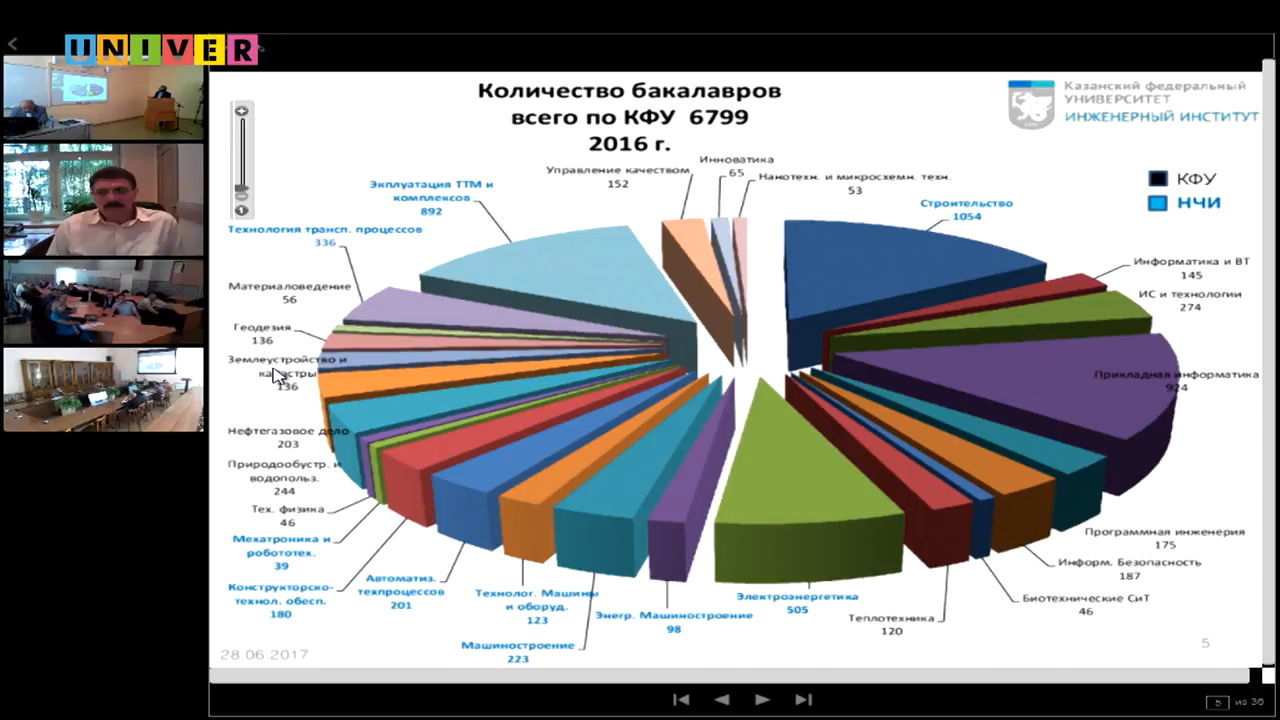 UNIVER
Количество бакалавров
всего по КФУ 6799
2016 г.
Казанский федеральный
УНИВЕРСИТЕТ
ИНЖЕНЕРНЫЙ ИНСТИТУТ
КФУ
НЧИ
Управление качеством
152
Инноватика
65
Нанотехн. и микросхемн. техн.
53
Строительство
1054
Информатика и ВТ
145
ИС и технологии
274
Прикладная информатика
924
Программная инженерия
175
Информ. Безопасность
187
Биотехнические СиТ
46
Теплотехника
120
Электроэнергетика
505
Энерг. Машиностроение
98
Машиностроение
223
Технолог. Машины
и оборуд.
123
Автоматиз.
техпроцессов
201
Конструкторско-
технол. обесп.
180
Мехатроника и
робототех.
39
Тех. физика
46
Природообустр. и
водопольз.
244
Нефтегазовое дело
203
Землеустройство и
кадастры
136
Геодезия
136
Материаловедение
56
Технология трансп. процессов
336
Эксплуатация ТТМ и
комплексов
892
28.06.2017
5
5 из 36